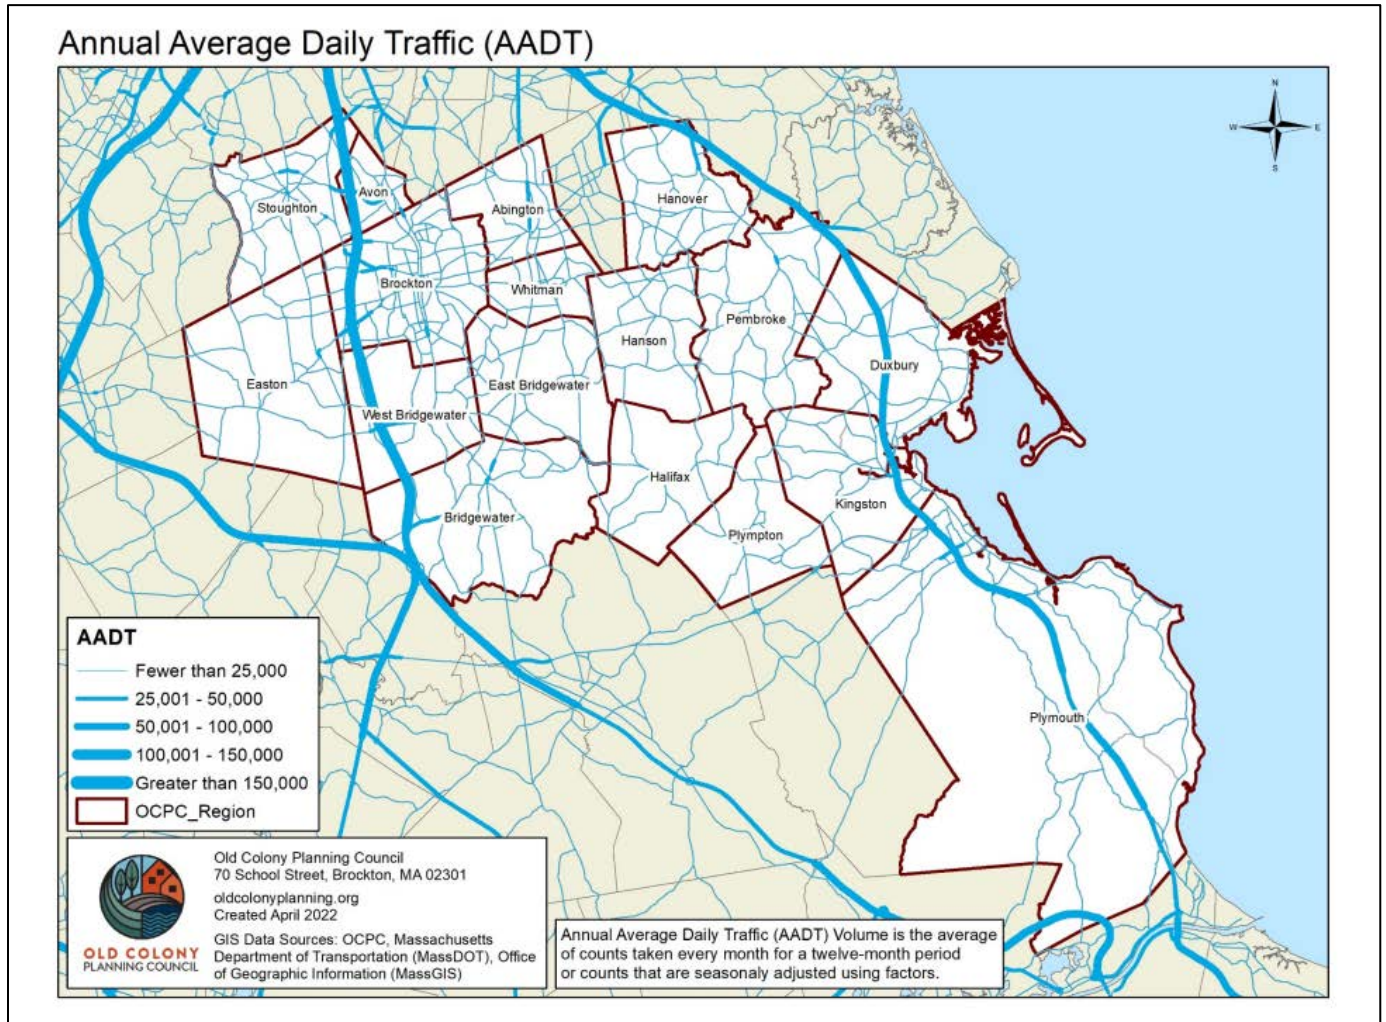 Annual Average Daily Traffic (AADT)
N
W
E
S
Stoughton
Avon
Abington
Hanover
Brockton
Whitman
Hanson
Pembroke
Duxbury
Easton
West Bridgewater
East Bridgewater
Halifax
Kingston
Bridgewater
Plympton
Plymouth
AADT
Fewer than 25,000
25,001 - 50,000
50,001 - 100,000
100,001 - 150,000
Greater than 150,000
OCPC_Region
OLD COLONY
PLANNING COUNCIL
Old Colony Planning Council
70 School Street, Brockton, MA 02301
oldcolonyplanning.org
Created April 2022
GIS Data Sources: OCPC, Massachusetts
Department of Transportation (MassDOT), Office
of Geographic Information (MassGIS)
Annual Average Daily Traffic (AADT) Volume is the average
of counts taken every month for a twelve-month period
or counts that are seasonaly adjusted using factors.